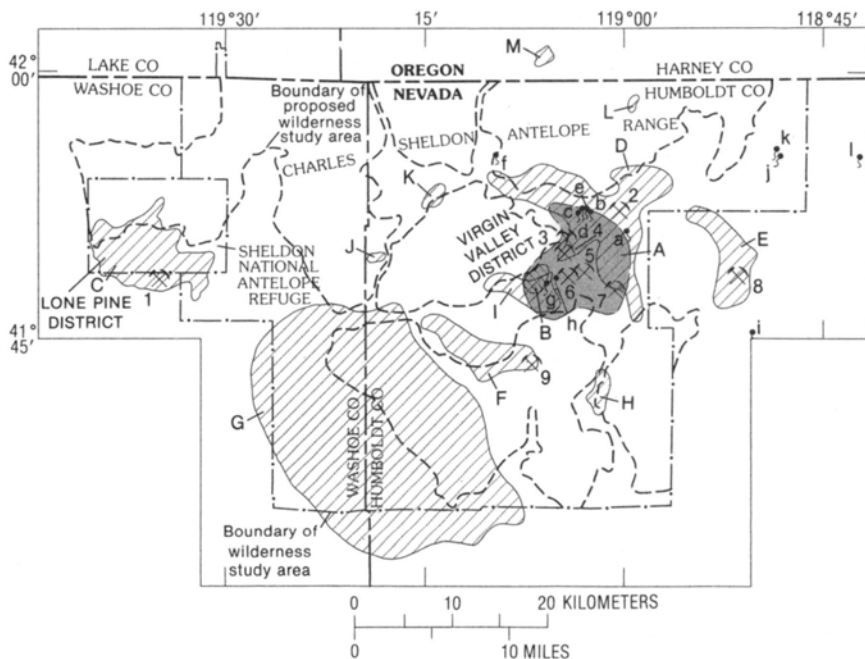 119°30' 15' 119°00' 118°45'
M
42°
00'
LAKE CO
OREGON
HARNEY CO
WASHOE CO
NEVADA
HUMBOLDT CO
Boundary of
proposed
wilderness
study area
L
CHARLES SHELDON ANTELOPE RANGE
k
j
l
f
D
K
e
b
2
c
d
4
3
a
A
E
VIRGIN
VALLEY
DISTRICT
5
J
SHELDON
NATIONAL
ANTELOPE
REFUGE
C
1
LONE PINE
DISTRICT
g
6
7
8
I
B
h
i
41°
45'
9
F
H
G
WASHOE CO
HUMBOLDT CO
Boundary of
wilderness
study area
0 10 20 KILOMETERS
0 10 MILES